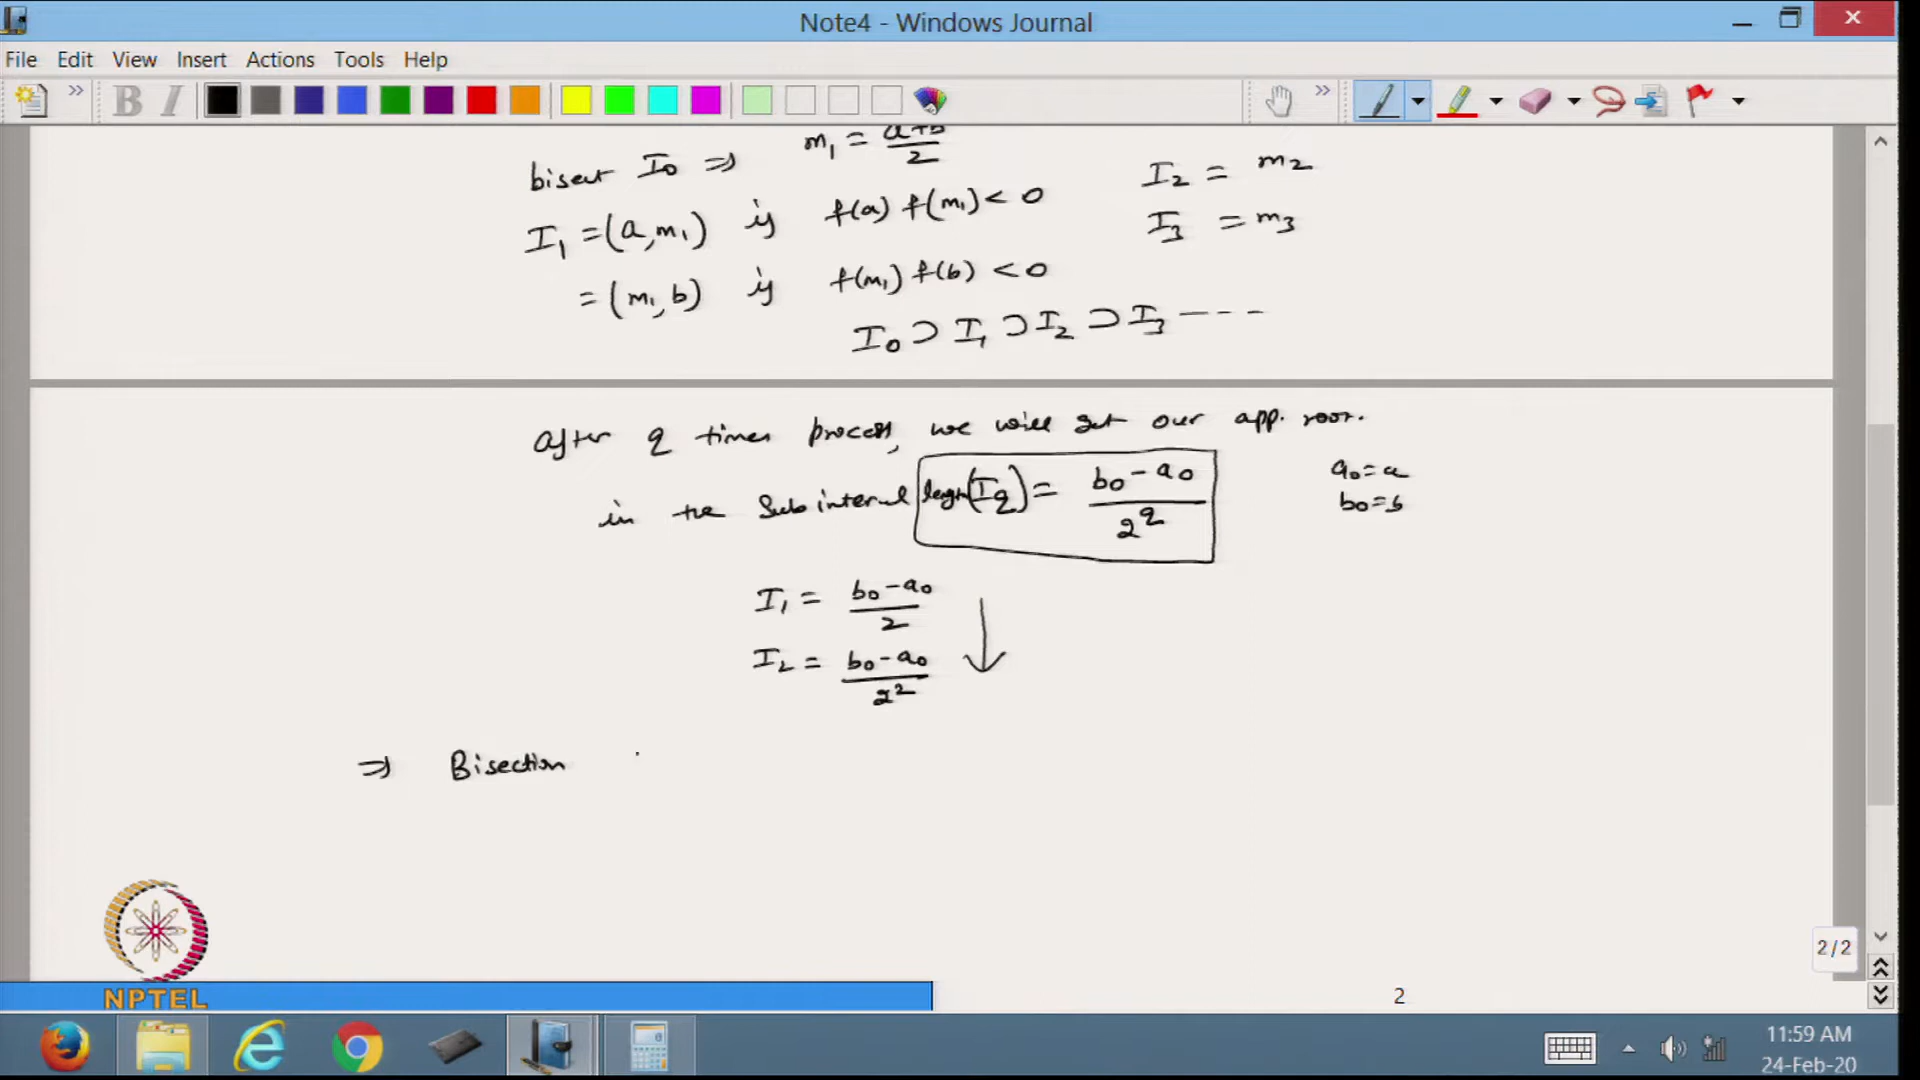 Note4 - Windows Journal
File Edit View Insert Actions Tools Help
B I
bisect I₀ ⇒ m₁ = a+b/2
I₁ = (a, m₁) if f(a) f(m₁) < 0
= (m₁, b) if f(m₁) f(b) < 0
I₂ = m₂
I₃ = m₃
I₀ ⊃ I₁ ⊃ I₂ ⊃ I₃ ----
After q times process, we will get our app. root.
in the Subinterval length(I_q) = b₀-a₀/2^q
a₀=a
b₀=b
I₁ = b₀-a₀/2
I₂ = b₀-a₀/2²
⇒ Bisection
2/2
NPTEL
2
11:59 AM
24-Feb-20